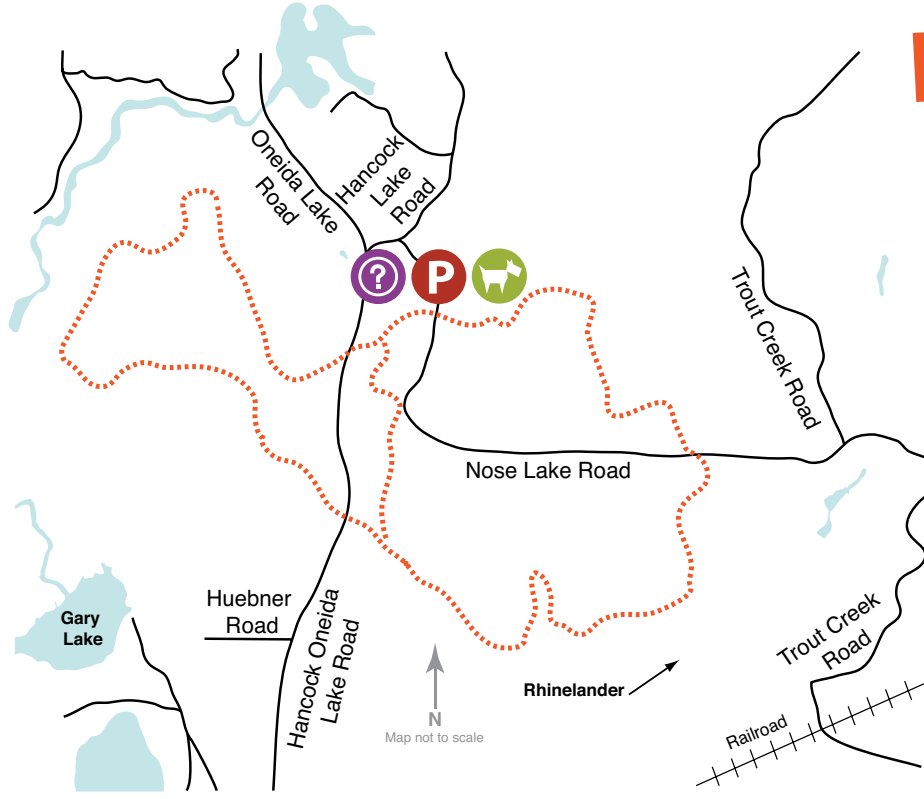 Oneida Lake
Road
Hancock
Lake
Road
?
P
Trout Creek Road
Nose Lake Road
Gary
Lake
Huebner
Road
Hancock Oneida
Lake Road
N
Map not to scale
Rhinelander
Trout Creek
Road
Railroad